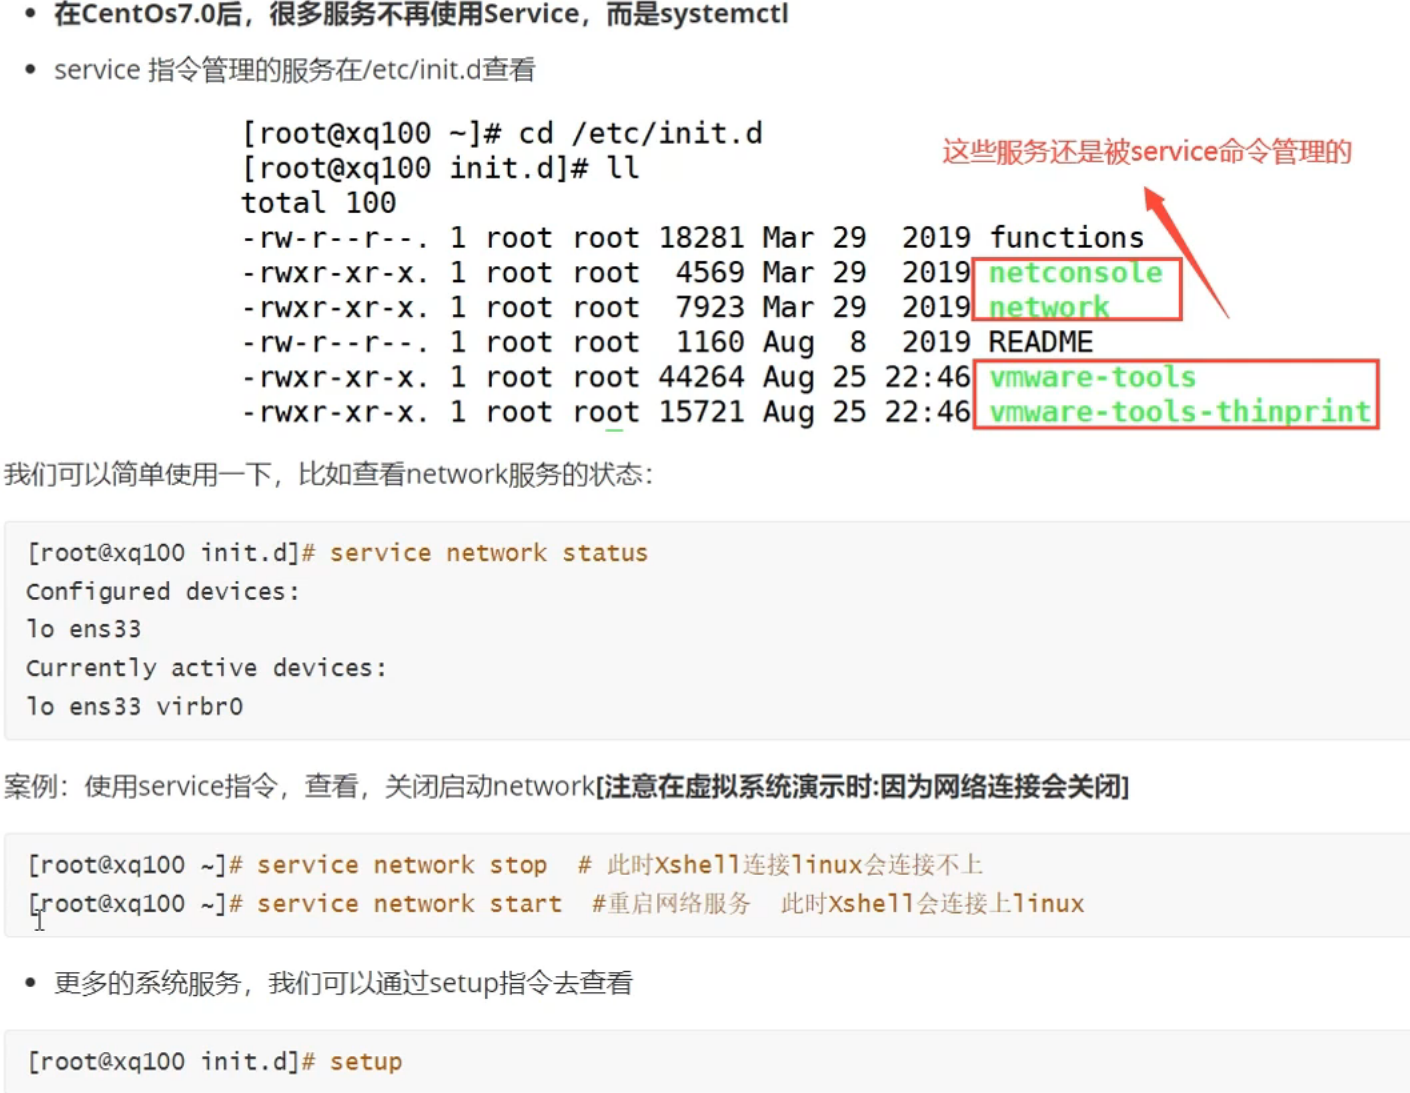 在CentOs7.0后，很多服务不再使用Service，而是systemctl
service 指令管理的服务在/etc/init.d查看
[root@xq100 ~]# cd /etc/init.d
[root@xq100 init.d]# ll
这些服务还是被service命令管理的
total 100
-rw-r--r--. 1 root root 18281 Mar 29  2019 functions
-rwxr-xr-x. 1 root root  4569 Mar 29  2019 netconsole
-rwxr-xr-x. 1 root root  7923 Mar 29  2019 network
-rw-r--r--. 1 root root  1160 Aug  8  2019 README
-rwxr-xr-x. 1 root root 44264 Aug 25 22:46 vmware-tools
-rwxr-xr-x. 1 root root 15721 Aug 25 22:46 vmware-tools-thinprint
我们可以简单使用一下，比如查看network服务的状态：
[root@xq100 init.d]# service network status
Configured devices:
lo ens33
Currently active devices:
lo ens33 virbr0
案例：使用service指令，查看，关闭启动network[注意在虚拟系统演示时:因为网络连接会关闭]
[root@xq100 ~]# service network stop  # 此时Xshell连接linux会连接不上
[root@xq100 ~]# service network start  #重启网络服务  此时Xshell会连接上linux
更多的系统服务，我们可以通过setup指令去查看
[root@xq100 init.d]# setup